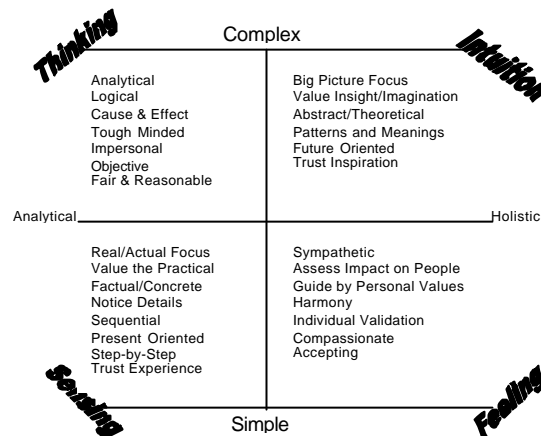 Thinking
Complex
Intuition
Analytical
Logical
Cause & Effect
Tough Minded
Impersonal
Objective
Fair & Reasonable
Big Picture Focus
Value Insight/Imagination
Abstract/Theoretical
Patterns and Meanings
Future Oriented
Trust Inspiration
Analytical
Holistic
Real/Actual Focus
Value the Practical
Factual/Concrete
Notice Details
Sequential
Present Oriented
Step-by-Step
Trust Experience
Sympathetic
Assess Impact on People
Guide by Personal Values
Harmony
Individual Validation
Compassionate
Accepting
Sensing
Simple
Feeling